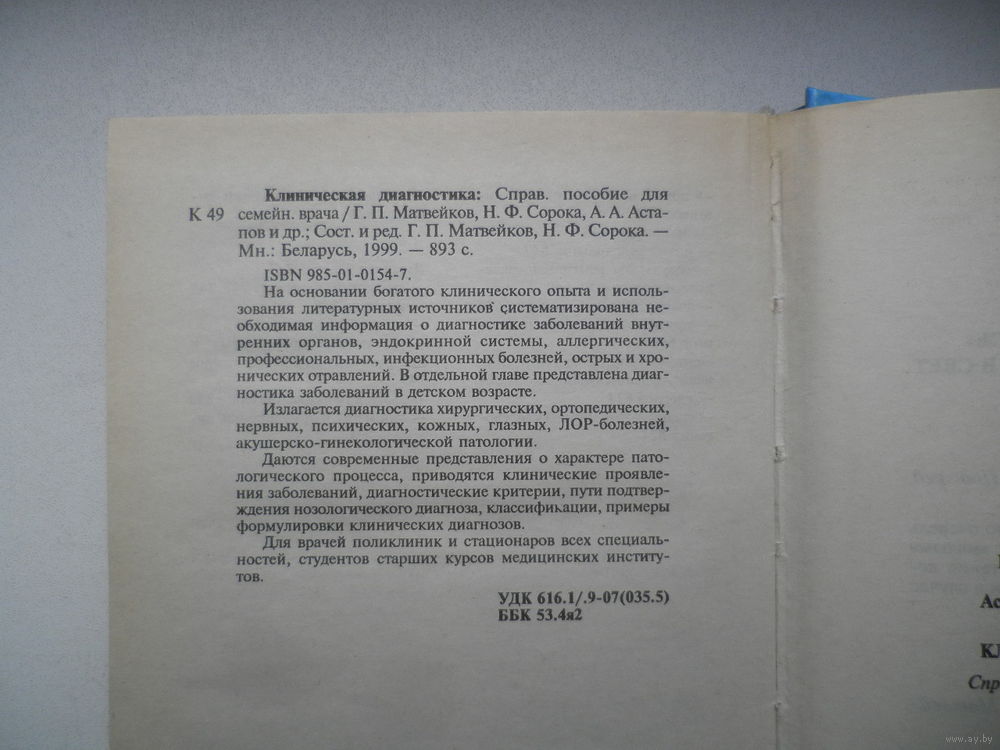 Клиническая диагностика: Справ. пособие для
К 49 семейн. врача / Г. П. Матвейков, Н. Ф. Сорока, А. А. Аста-
пов и др.; Сост. и ред. Г. П. Матвейков, Н. Ф. Сорока. —
Мн.: Беларусь, 1999. — 893 с.
ISBN 985-01-0154-7.
На основании богатого клинического опыта и исполь-
зования литературных источников систематизирована не-
обходимая информация о диагностике заболеваний внут-
ренних органов, эндокринной системы, аллергических,
профессиональных, инфекционных болезней, острых и хро-
нических отравлений. В отдельной главе представлена диаг-
ностика заболеваний в детском возрасте.
Излагается диагностика хирургических, ортопедических,
нервных, психических, кожных, глазных, ЛОР-болезней,
акушерско-гинекологической патологии.
Даются современные представления о характере пато-
логического процесса, приводятся клинические проявле-
ния заболеваний, диагностические критерии, пути подтвер-
ждения нозологического диагноза, классификации, примеры
формулировки клинических диагнозов.
Для врачей поликлиник и стационаров всех специаль-
ностей, студентов старших курсов медицинских институ-
тов.
УДК 616.1/.9-07(035.5)
ББК 53.4я2
Ас
КЛ
Спр
www.ay.by